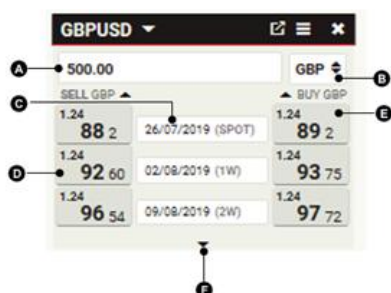 GBPUSD
A 500.00 GBP B
C SELL GBP BUY GBP
1.24 88 2 26/07/2019 (SPOT) 1.24 89 2 E
D 1.24 92 60 02/08/2019 (1W) 1.24 93 75
1.24 96 54 09/08/2019 (2W) 1.24 97 72
F